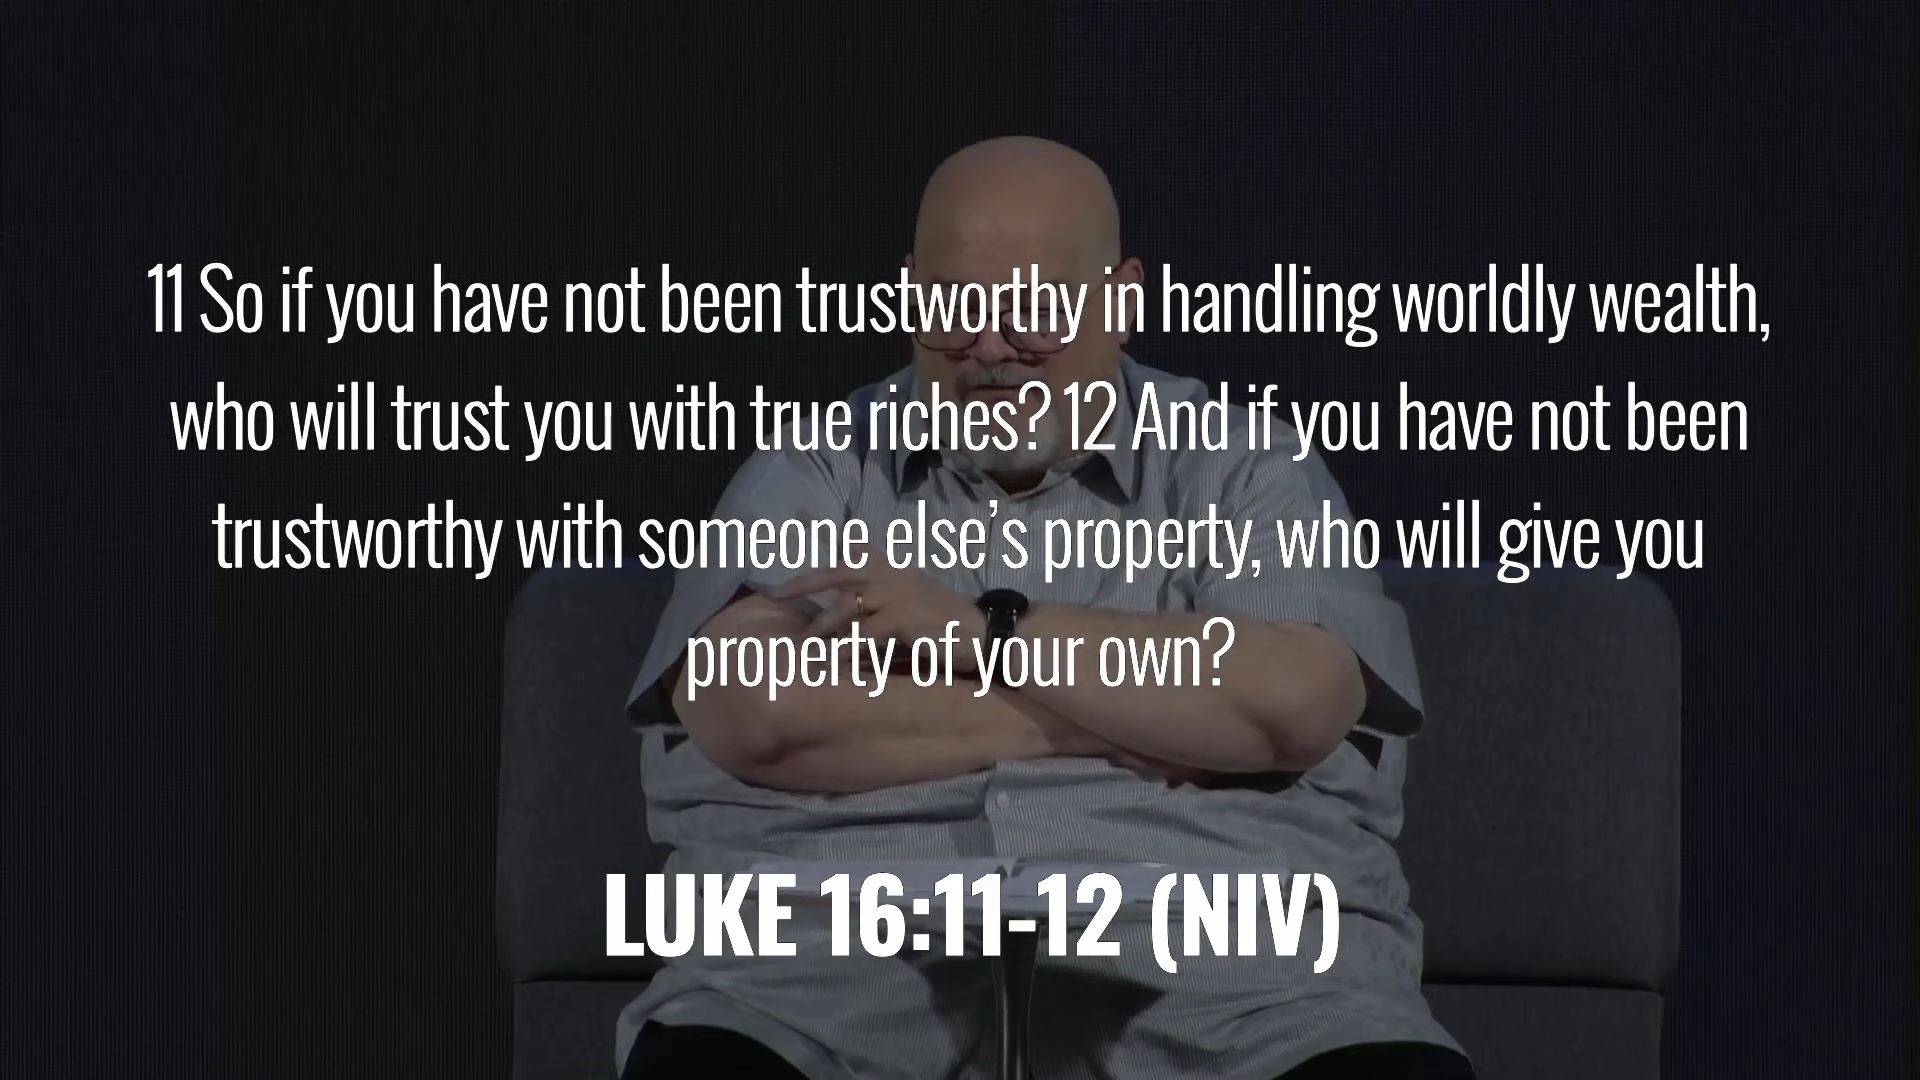 11 So if you have not been trustworthy in handling worldly wealth,
who will trust you with true riches? 12 And if you have not been
trustworthy with someone else’s property, who will give you
property of your own?
LUKE 16:11-12 (NIV)